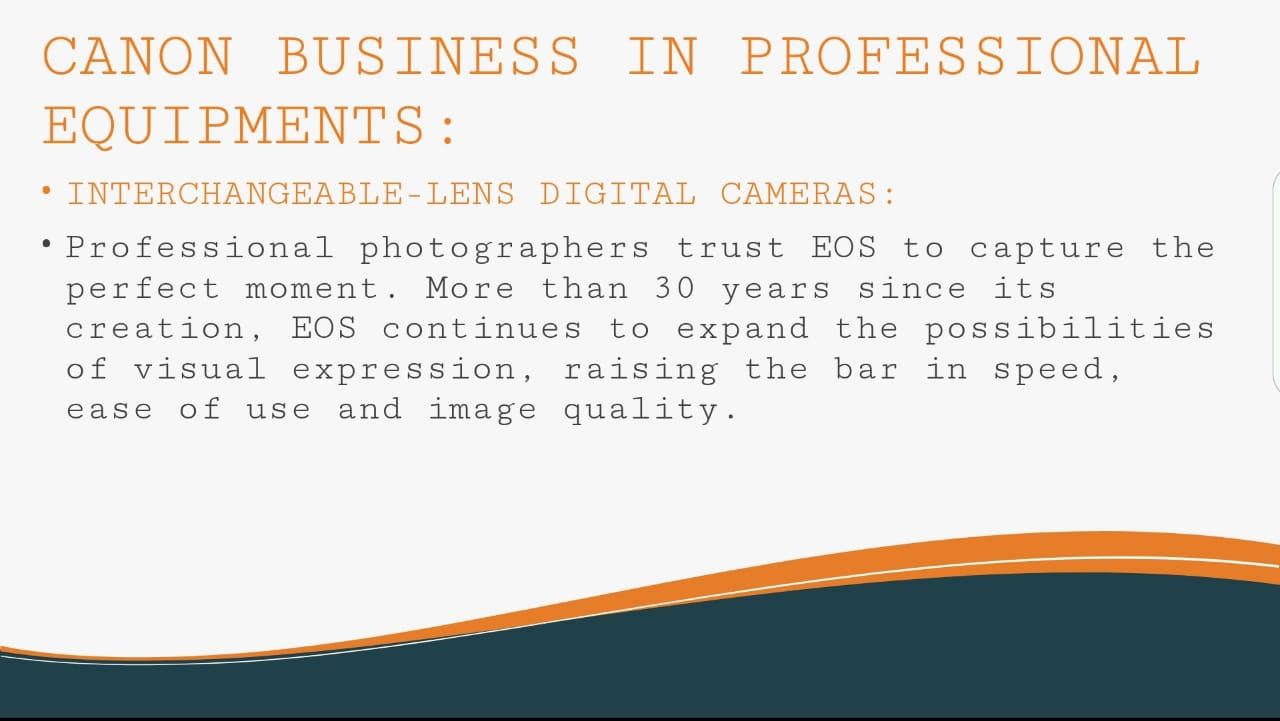 CANON BUSINESS IN PROFESSIONAL
EQUIPMENTS:
• INTERCHANGEABLE-LENS DIGITAL CAMERAS:
• Professional photographers trust EOS to capture the
perfect moment. More than 30 years since its
creation, EOS continues to expand the possibilities
of visual expression, raising the bar in speed,
ease of use and image quality.